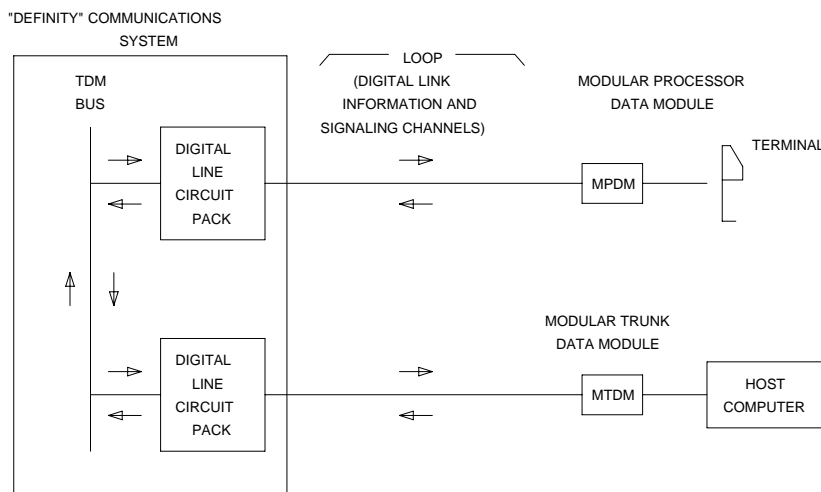 "DEFINITY" COMMUNICATIONS
SYSTEM
TDM
BUS
LOOP
(DIGITAL LINK
INFORMATION AND
SIGNALING CHANNELS)
MODULAR PROCESSOR
DATA MODULE
DIGITAL
LINE
CIRCUIT
PACK
MPDM
TERMINAL
MODULAR TRUNK
DATA MODULE
DIGITAL
LINE
CIRCUIT
PACK
MTDM
HOST
COMPUTER